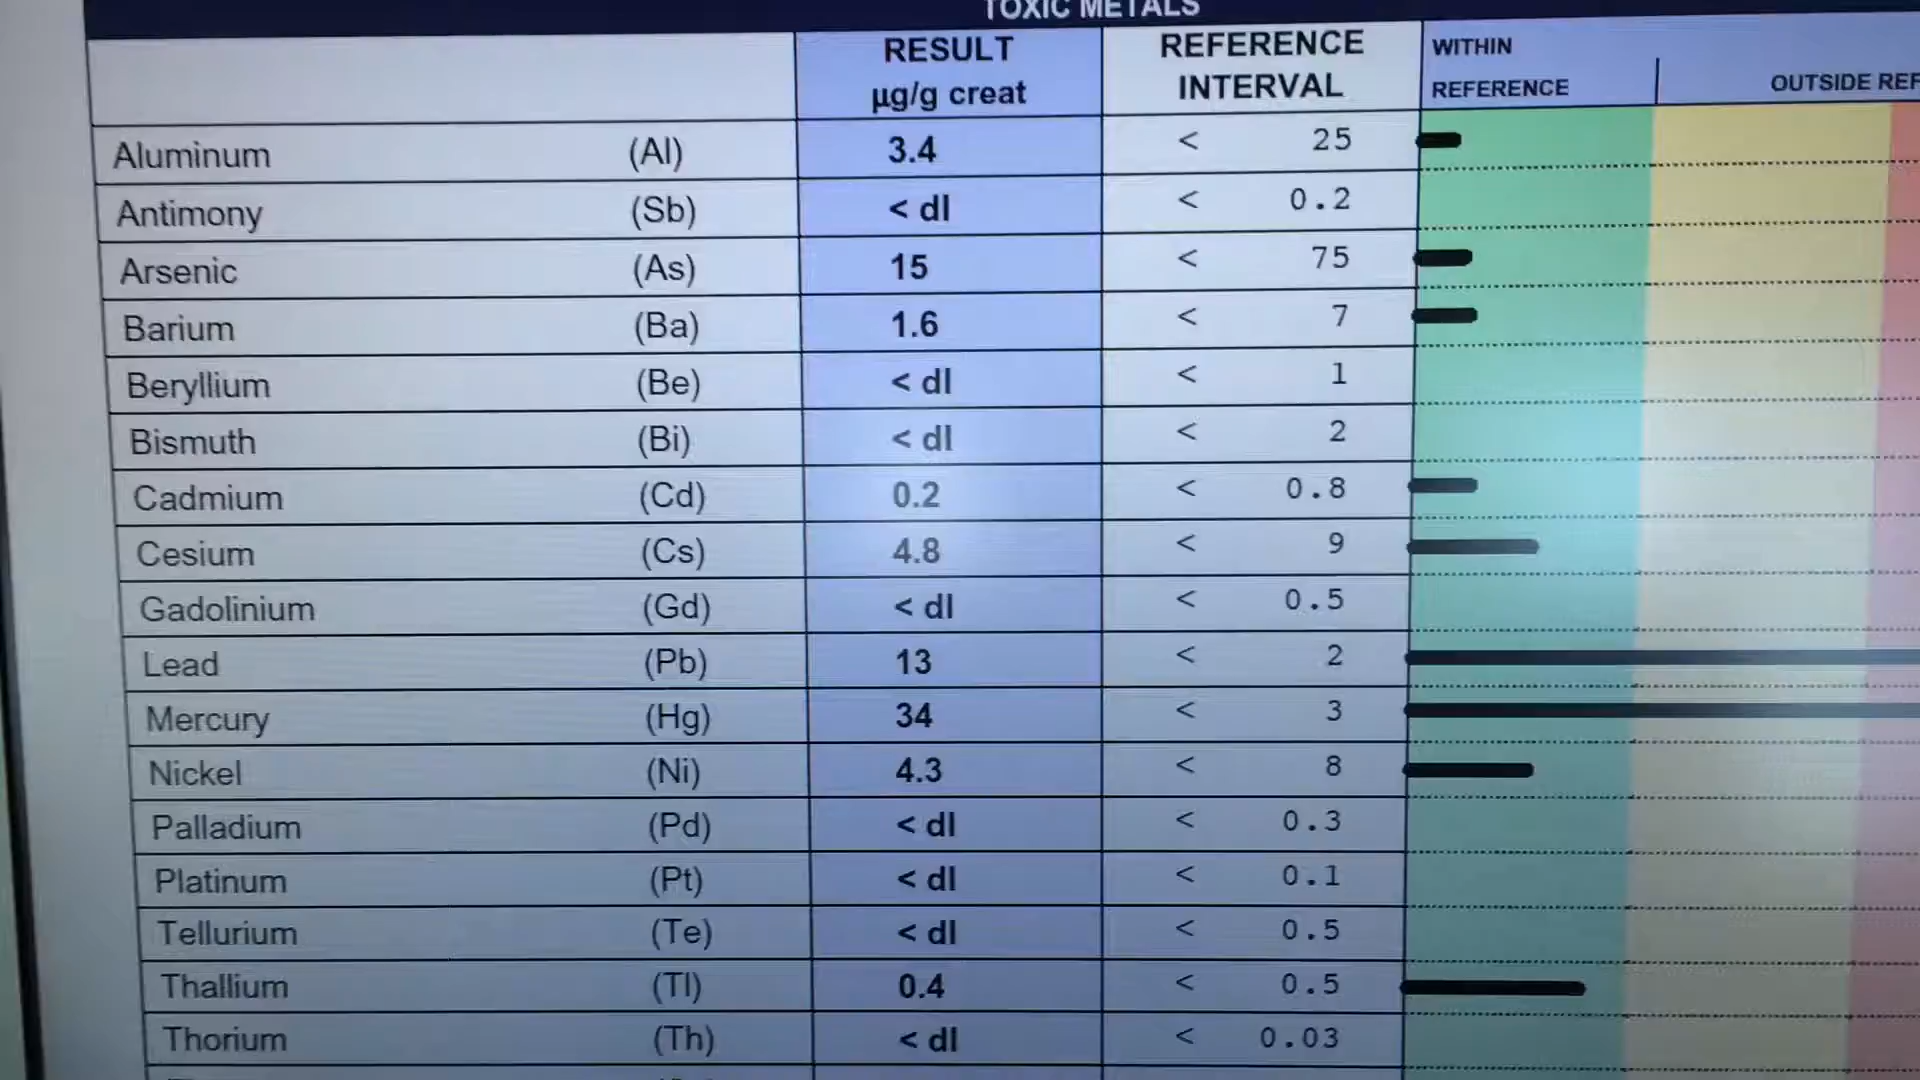 TOXIC METALS
RESULT µg/g creat REFERENCE INTERVAL WITHIN REFERENCE OUTSIDE REF
Aluminum (Al) 3.4 < 25
Antimony (Sb) < dl < 0.2
Arsenic (As) 15 < 75
Barium (Ba) 1.6 < 7
Beryllium (Be) < dl < 1
Bismuth (Bi) < dl < 2
Cadmium (Cd) 0.2 < 0.8
Cesium (Cs) 4.8 < 9
Gadolinium (Gd) < dl < 0.5
Lead (Pb) 13 < 2
Mercury (Hg) 34 < 3
Nickel (Ni) 4.3 < 8
Palladium (Pd) < dl < 0.3
Platinum (Pt) < dl < 0.1
Tellurium (Te) < dl < 0.5
Thallium (Tl) 0.4 < 0.5
Thorium (Th) < dl < 0.03